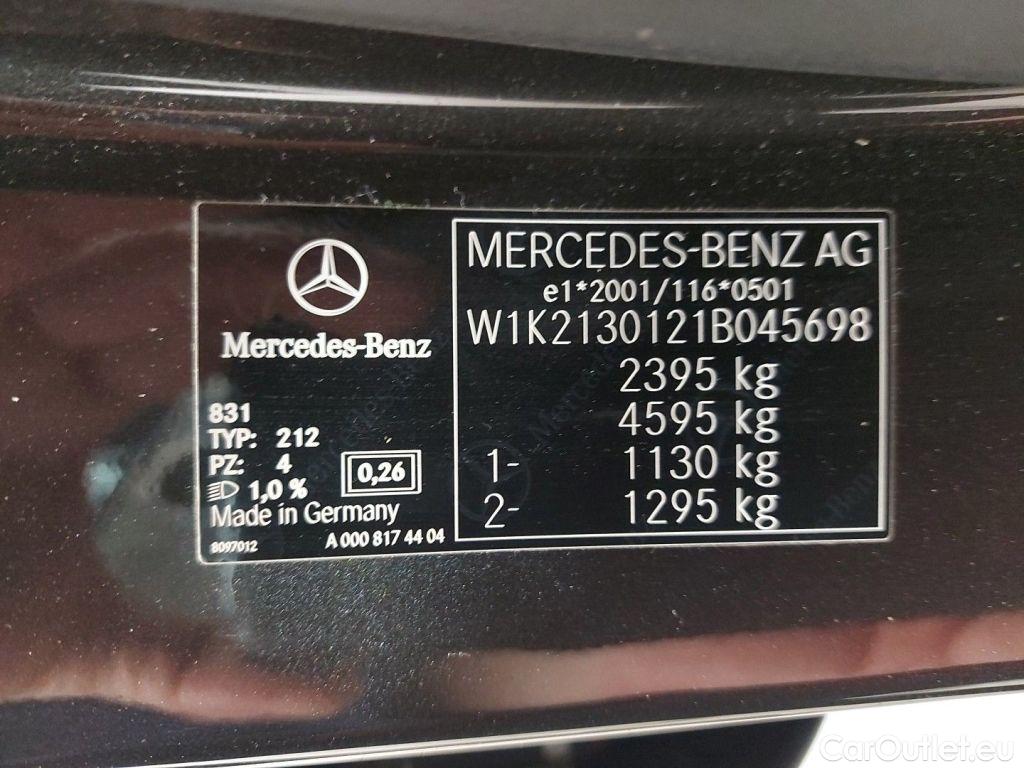 Mercedes-Benz
831
TYP: 212
PZ: 4
1,0 %
0,26
Made in Germany
8097012
A 000 817 44 04
MERCEDES-BENZ AG
e1*2001/116*0501
W1K2130121B045698
2395 kg
4595 kg
1- 1130 kg
2- 1295 kg
CarOutlet.eu